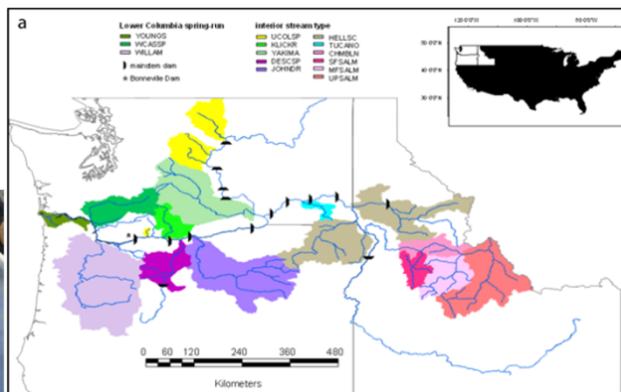 a
Lower Columbia spring-run
YOUNGS
WCASSP
WILLAM
mainstem dam
* Bonneville Dam
interior stream type
UCOLSP
KLICKR
YAKIMA
DESCSP
JOHNDR
HELLSC
TUCANO
CHMBLN
SFSALM
MFSALM
UPSALM
*
0 60 120 240 360 480
Kilometers